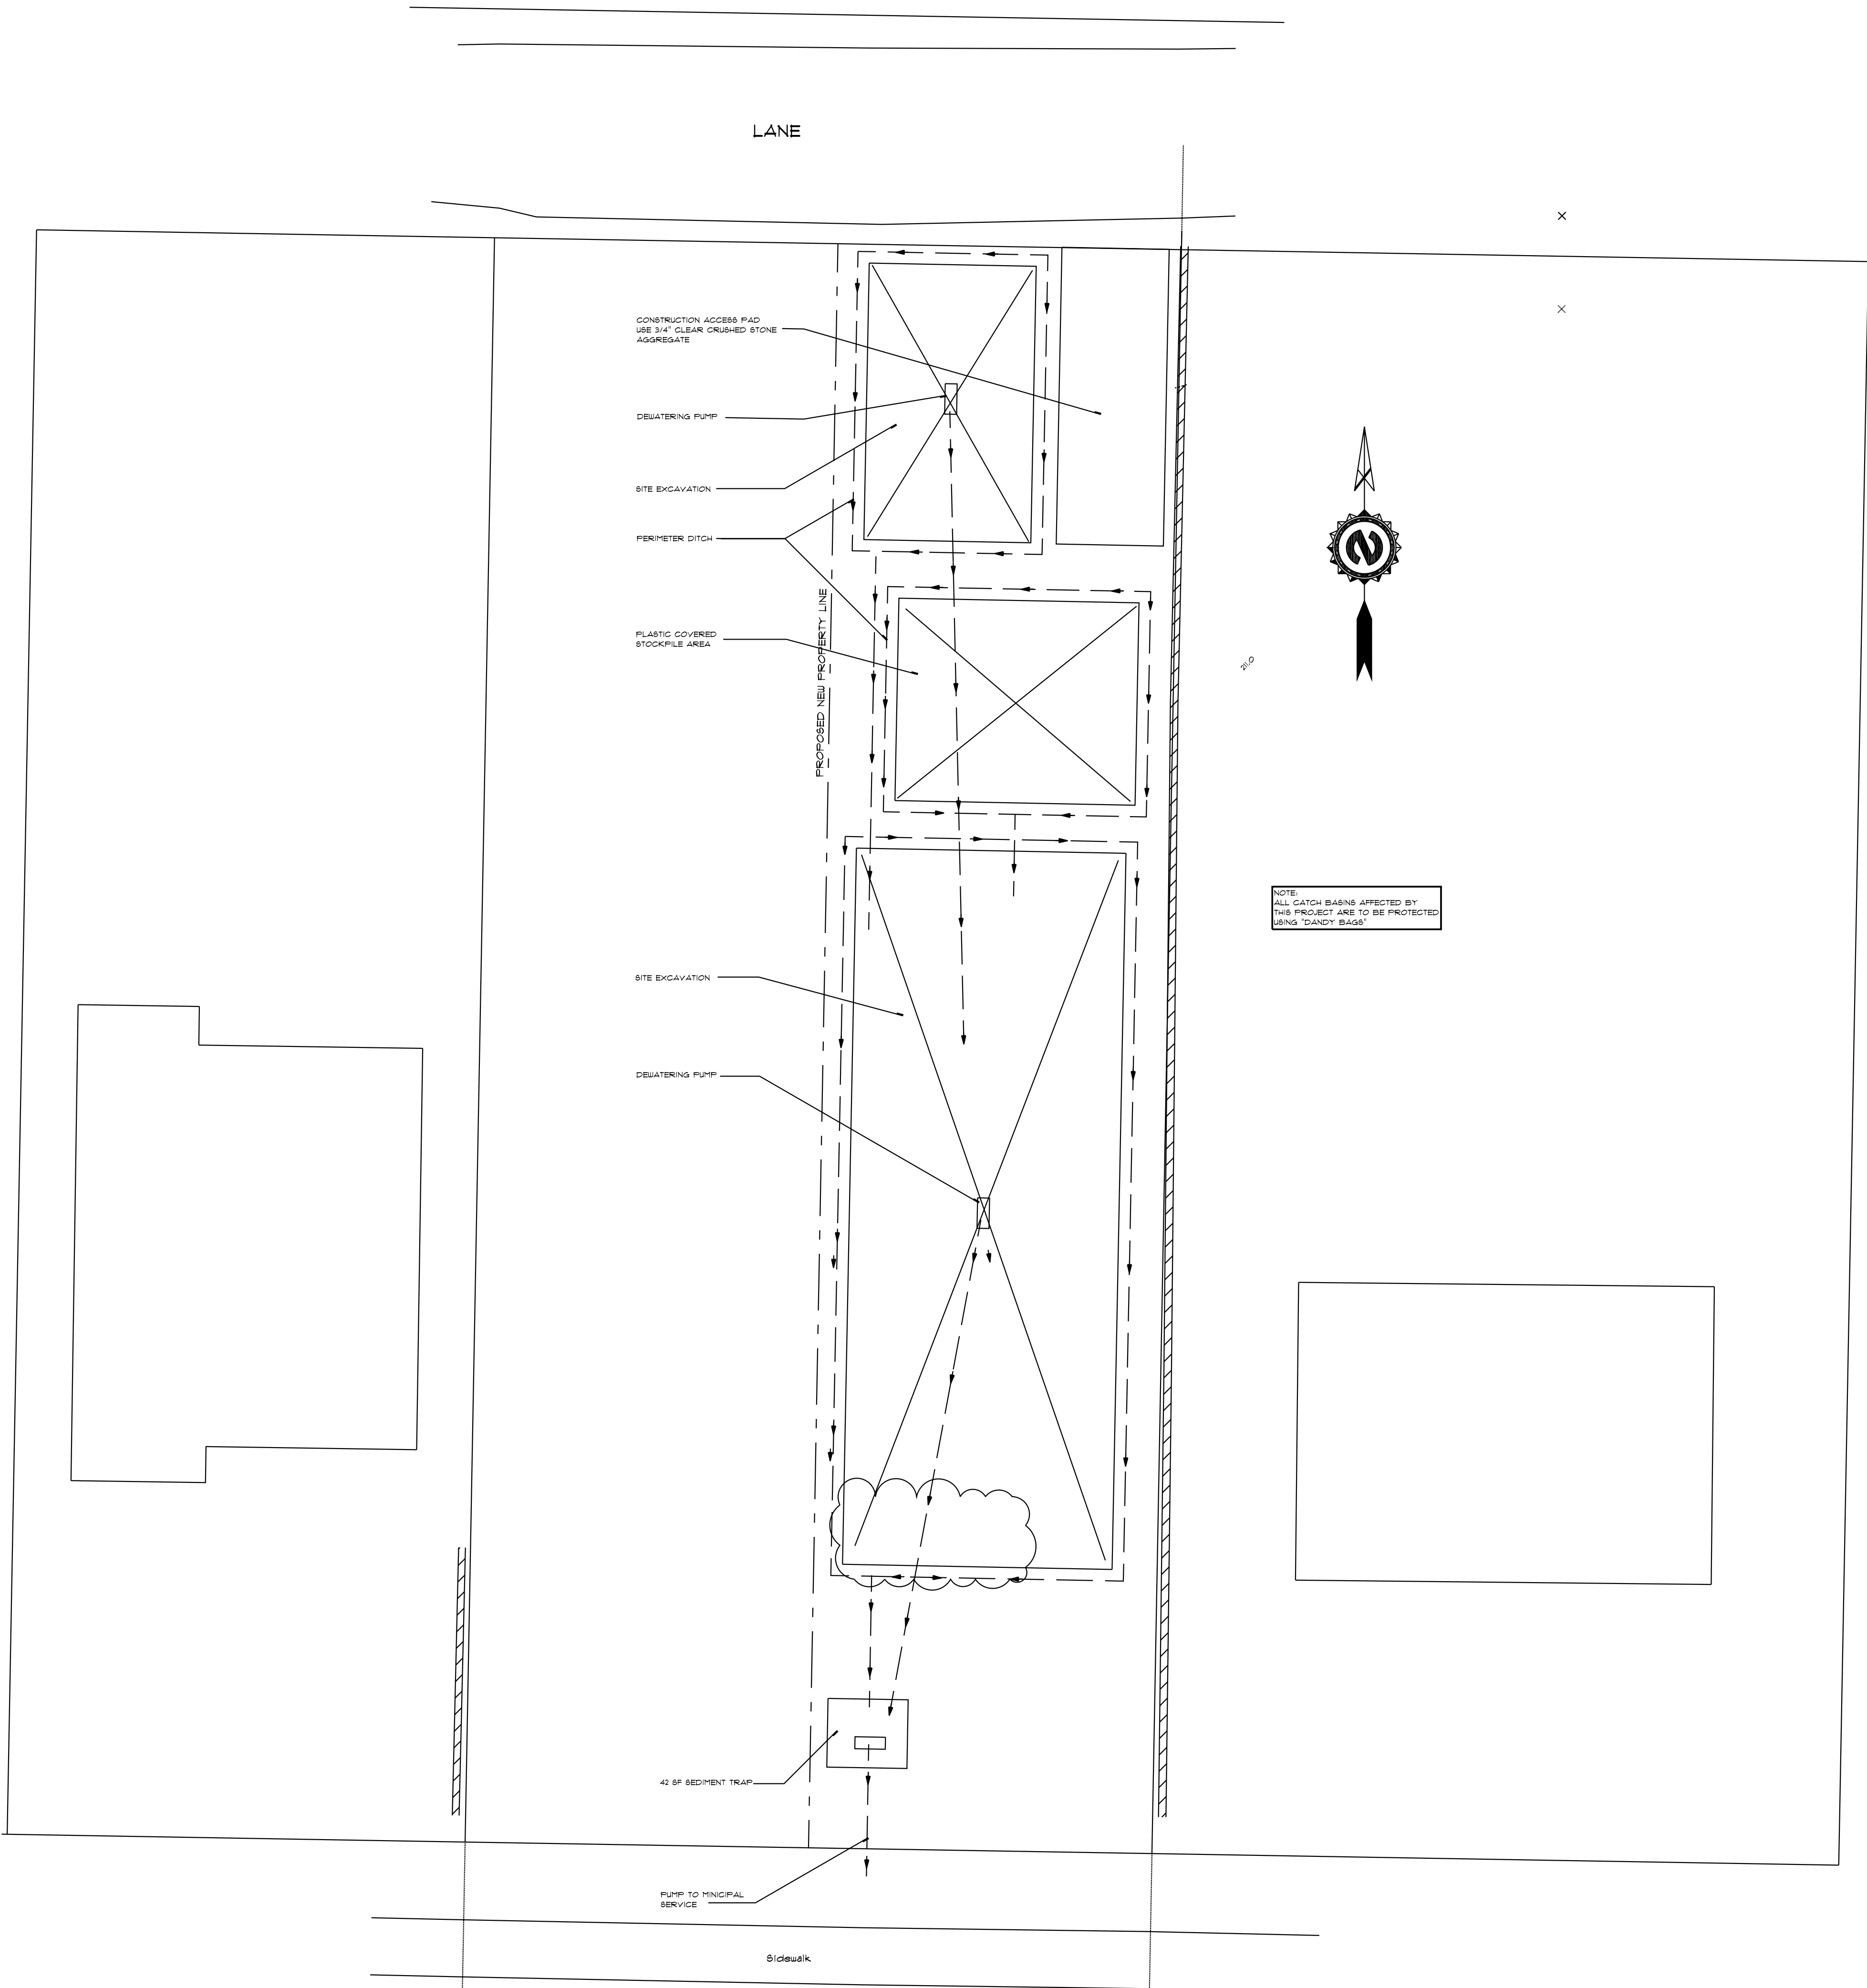 LANE
CONSTRUCTION ACCESS PAD
USE 3/4" CLEAR CRUSHED STONE
AGGREGATE
DEWATERING PUMP
SITE EXCAVATION
PERIMETER DITCH
PLASTIC COVERED
STOCKPILE AREA
PROPOSED NEW PROPERTY LINE
N
211.0
NOTE:
ALL CATCH BASINS AFFECTED BY
THIS PROJECT ARE TO BE PROTECTED
USING "DANDY BAGS"
SITE EXCAVATION
DEWATERING PUMP
42 SF SEDIMENT TRAP
PUMP TO MINICIPAL
SERVICE
Sidewalk